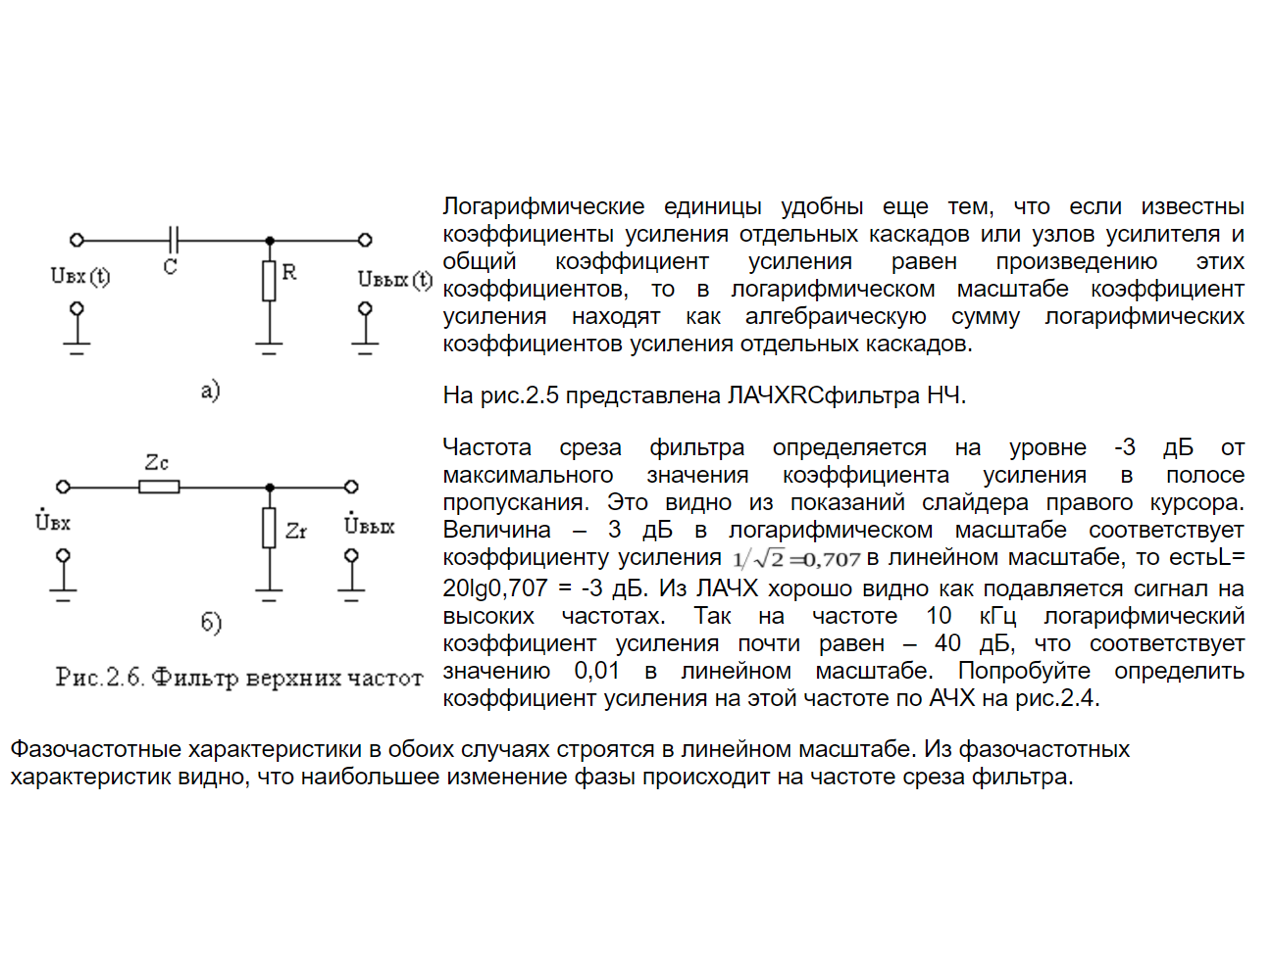 Uвх(t)
C
R
Uвых(t)
а)
Zc
U̇вх
Zr
U̇вых
б)
Рис.2.6. Фильтр верхних частот
Логарифмические единицы удобны еще тем, что если известны
коэффициенты усиления отдельных каскадов или узлов усилителя и
общий коэффициент усиления равен произведению этих
коэффициентов, то в логарифмическом масштабе коэффициент
усиления находят как алгебраическую сумму логарифмических
коэффициентов усиления отдельных каскадов.
На рис.2.5 представлена ЛАЧХRCфильтра НЧ.
Частота среза фильтра определяется на уровне -3 дБ от
максимального значения коэффициента усиления в полосе
пропускания. Это видно из показаний слайдера правого курсора.
Величина – 3 дБ в логарифмическом масштабе соответствует
коэффициенту усиления 1/√2=0,707 в линейном масштабе, то естьL=
20lg0,707 = -3 дБ. Из ЛАЧХ хорошо видно как подавляется сигнал на
высоких частотах. Так на частоте 10 кГц логарифмический
коэффициент усиления почти равен – 40 дБ, что соответствует
значению 0,01 в линейном масштабе. Попробуйте определить
коэффициент усиления на этой частоте по АЧХ на рис.2.4.
Фазочастотные характеристики в обоих случаях строятся в линейном масштабе. Из фазочастотных
характеристик видно, что наибольшее изменение фазы происходит на частоте среза фильтра.